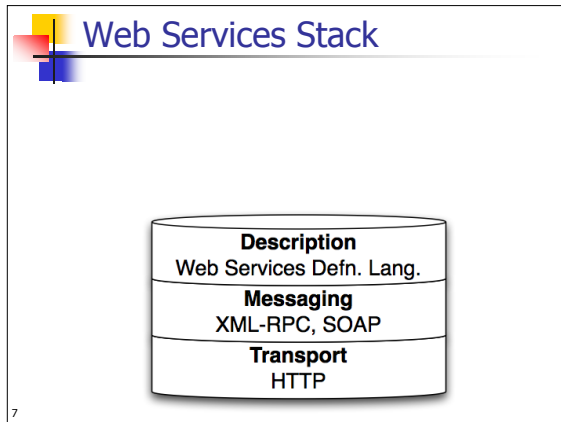 Web Services Stack
Description
Web Services Defn. Lang.
Messaging
XML-RPC, SOAP
Transport
HTTP
7